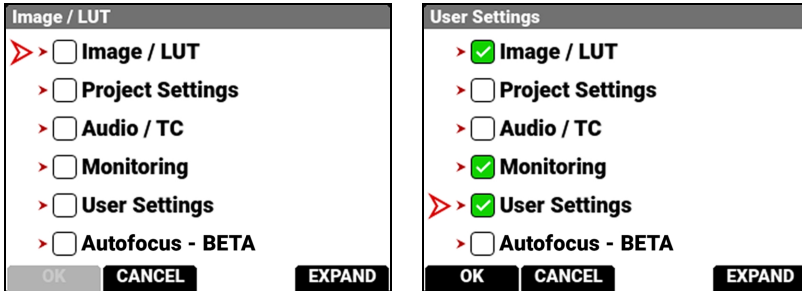 Image / LUT
Image / LUT
Project Settings
Audio / TC
Monitoring
User Settings
Autofocus - BETA
OK CANCEL EXPAND
User Settings
Image / LUT
Project Settings
Audio / TC
Monitoring
User Settings
Autofocus - BETA
OK CANCEL EXPAND